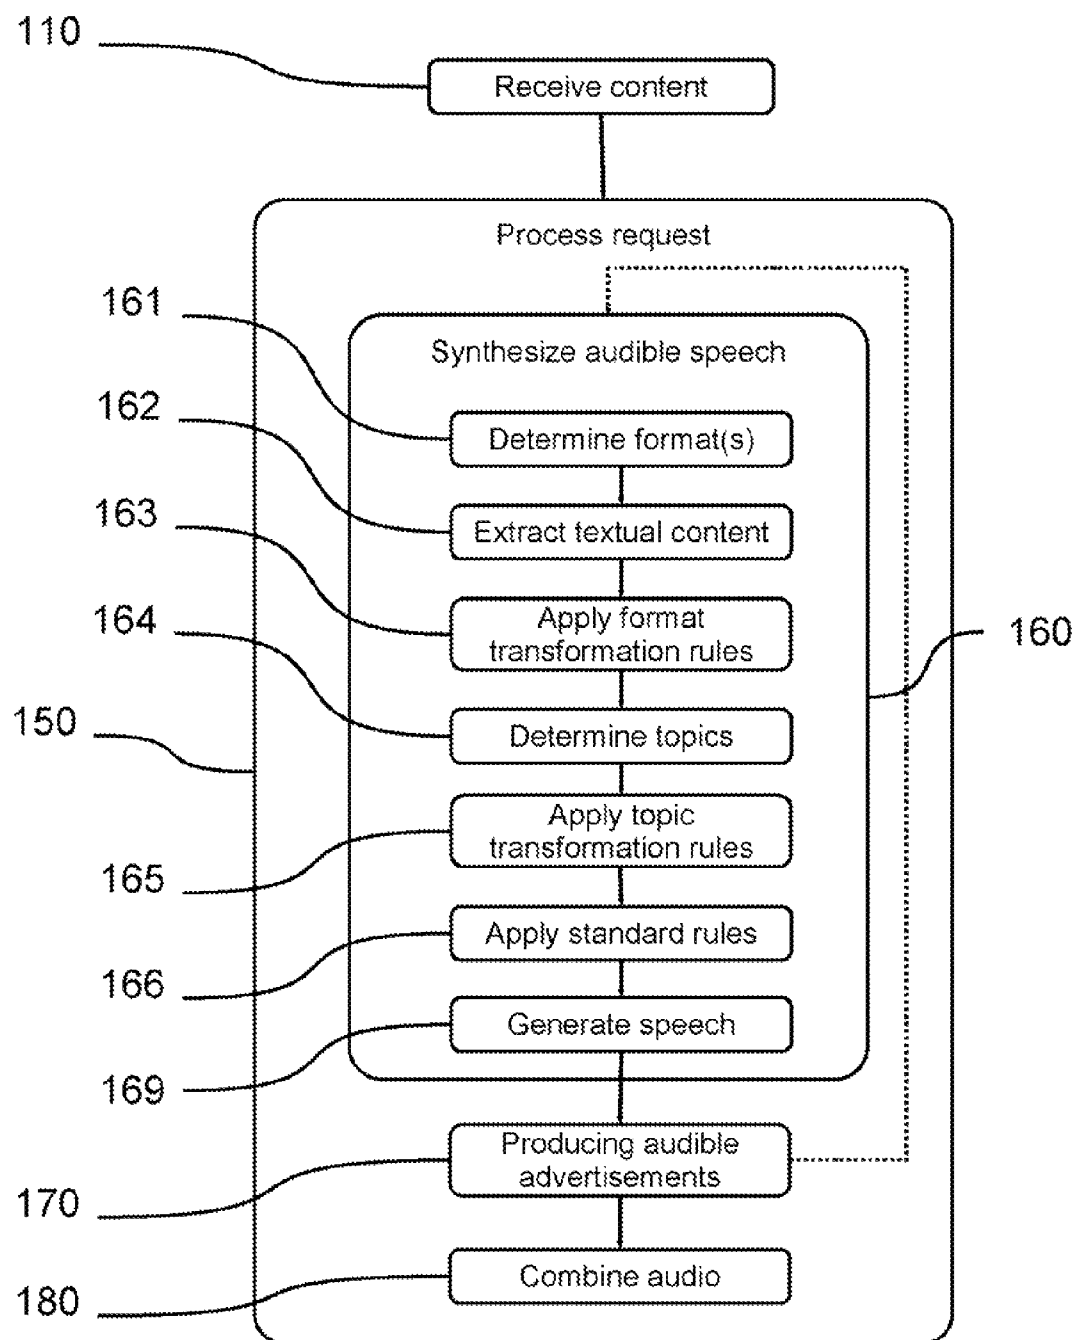 110
Receive content
Process request
161
Synthesize audible speech
162
Determine format(s)
163
Extract textual content
164
Apply format
transformation rules
160
150
Determine topics
Apply topic
transformation rules
165
Apply standard rules
166
Generate speech
169
Producing audible
advertisements
170
Combine audio
180